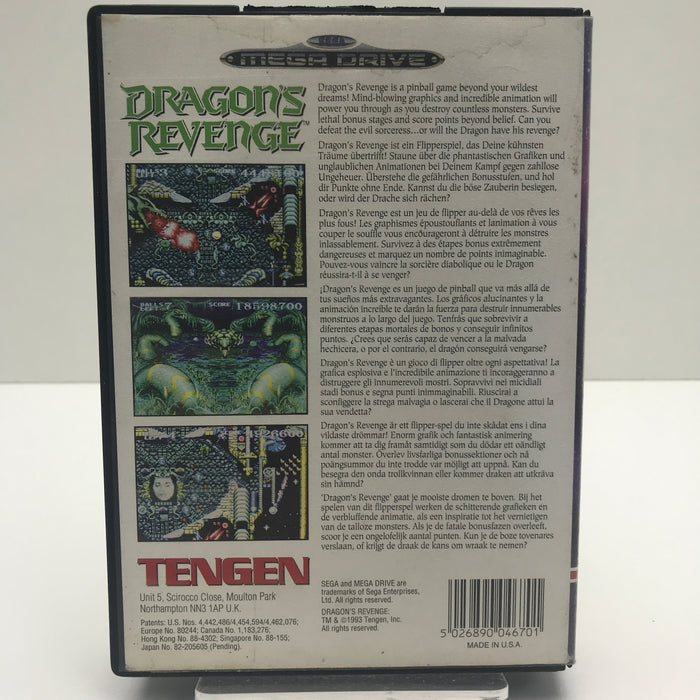 SEGA
MEGA DRIVE
DRAGON'S
REVENGE™
Dragon's Revenge is a pinball game beyond your wildest
dreams! Mind-blowing graphics and incredible animation will
power you through as you destroy countless monsters. Survive
lethal bonus stages and score points beyond belief. Can you
defeat the evil sorceress...or will the Dragon have his revenge?
Dragon's Revenge ist ein Flipperspiel, das Deine kühnsten
Träume übertrifft! Staune über die phantastischen Grafiken und
unglaublichen Animationen bei Deinem Kampf gegen zahllose
Ungeheuer. Überstehe die gefährlichen Bonusstufen, und hol
dir Punkte ohne Ende. Kannst du die böse Zauberin besiegen,
oder wird der Drache sich rächen?
Dragon's Revenge est un jeu de flipper au-delà de vos rêves les
plus fous! Les graphismes époustouflants et lanimation à vous
couper le souffle vous encourageront à détruire les monstres
inlassablement. Survivez à des étapes bonus extrêmement
dangereuses et marquez un nombre de points inimaginable.
Pouvez-vous vaincre la sorcière diabolique ou le Dragon
réussira-t-il à se venger?
¡Dragon's Revenge es un juego de pinball que va más allá de
tus sueños más extravagantes. Los gráficos alucinantes y la
animación increíble te darán la fuerza para destruir innumerables
monstruos a lo largo del juego. Tenfrás que sobrevivir a
diferentes etapas mortales de bonos y conseguir infinitos
puntos. ¿Crees que serás capaz de vencer a la malvada
hechicera, o por el contrario, el dragón conseguirá vengarse?
Dragon's Revenge è un gioco di flipper oltre ogni aspettativa! La
grafica esplosiva e l'incredibile animazione ti incoraggeranno a
distruggere gli innumerevoli mostri. Sopravvivi nei micidiali
stadi bonus e segna punti inimmaginabili. Riuscirai a
sconfiggere la strega malvagia o lascerai che il Dragone attui la
sua vendetta?
Dragon's Revenge är ett flipper-spel du inte skådat ens i dina
vildaste drömmar! Enorm grafik och fantastisk animering
kommer att ta dig framåt samtidigt som du dödar ett oändligt
antal monster. Överlev livsfarliga bonussektioner och nå
poängsummor du inte trodde var möjligt att uppnå. Kan du
besegra den onda trollkvinnan eller kommer draken att utkräva
sin hämnd?
'Dragon's Revenge' gaat je mooiste dromen te boven. Bij het
spelen van dit flipperspel werken de schitterende grafieken en
de verbluffende animatie, als een inspiratie tot het vernietigen
van de talloze monsters. Als je de fatale bonusfazen overleeft,
scoor je een ongelofelijk aantal punten. Kun je de boze tovenares
verslaan, of krijgt de draak de kans om wraak te nemen?
BALLS
LEFT 7 SCORE 18598700
TENGEN
Unit 5, Scirocco Close, Moulton Park
Northampton NN3 1AP U.K.
Patents: U.S. Nos. 4,442,486/4,454,594/4,462,076;
Europe No. 80244; Canada No. 1,183,276;
Hong Kong No. 88-4302; Singapore No. 88-155;
Japan No. 82-205605 (Pending).
SEGA and MEGA DRIVE are
trademarks of Sega Enterprises,
Ltd. All rights reserved.
DRAGON'S REVENGE:
TM & ©1993 Tengen, Inc.
All rights reserved.
5 026890 046701
MADE IN U.S.A.